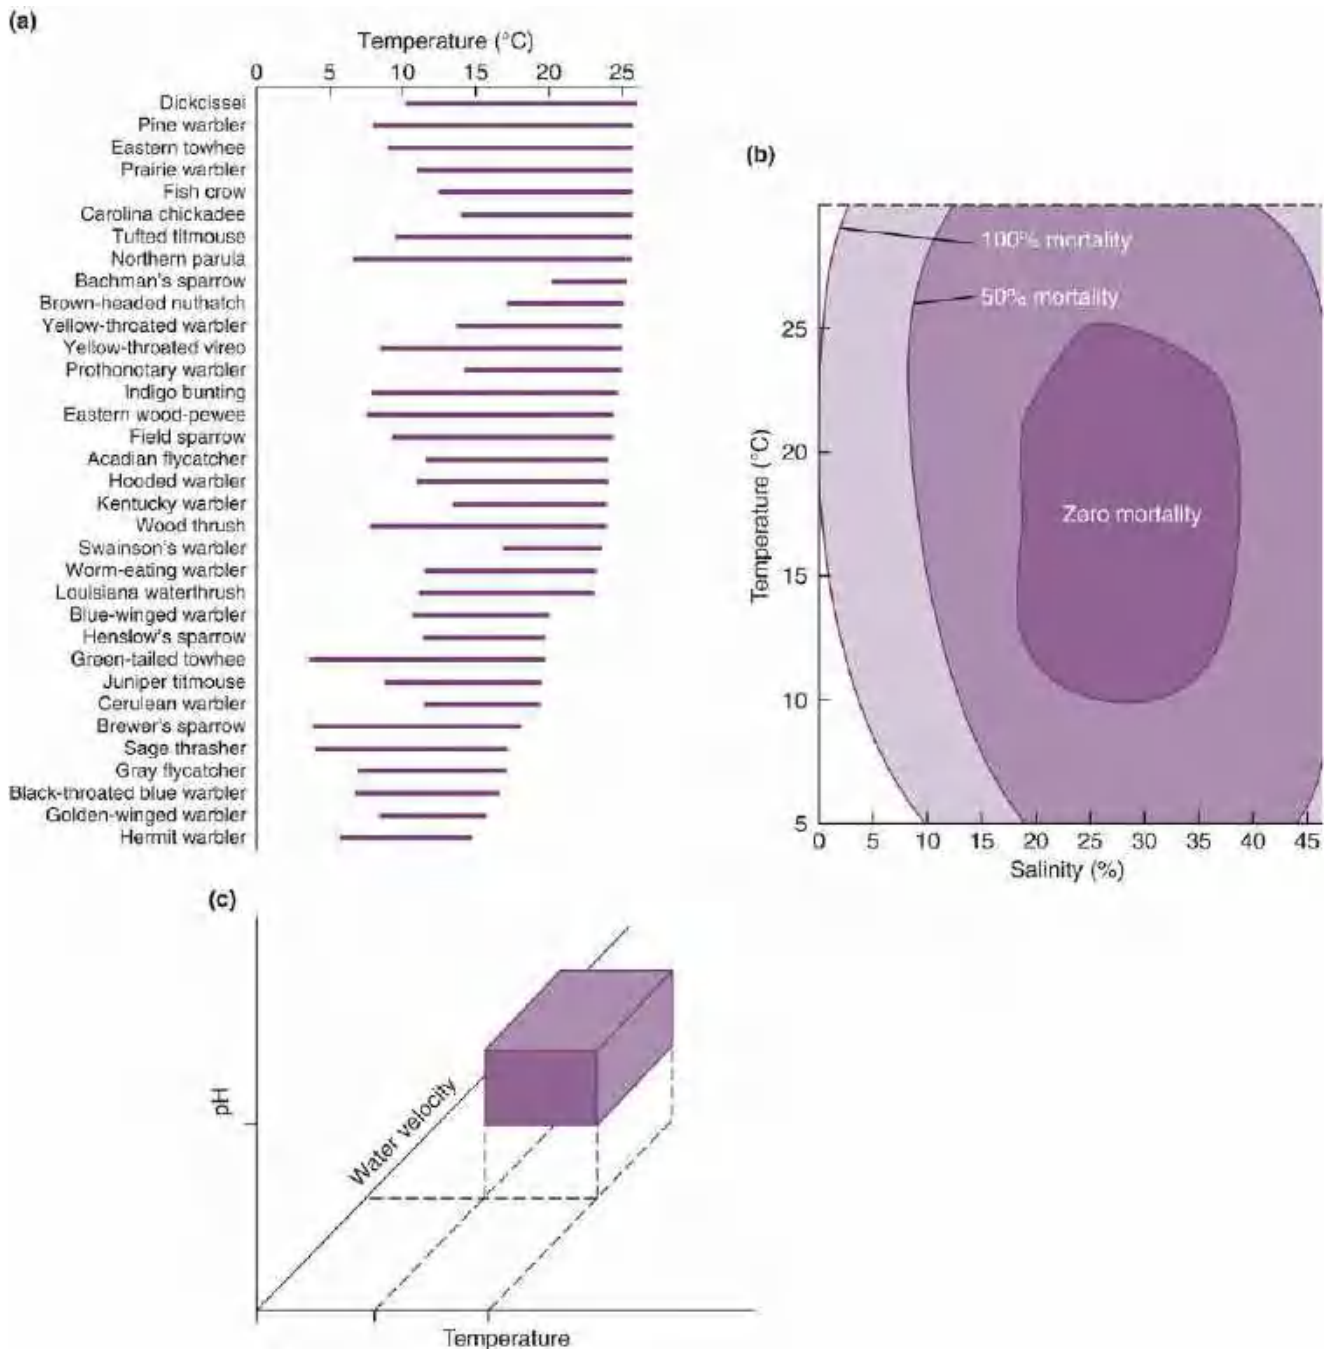 (a)
Temperature (°C)
0 5 10 15 20 25
Dickcissei
Pine warbler
Eastern towhee
Prairie warbler
Fish crow
Carolina chickadee
Tufted titmouse
Northern parula
Bachman's sparrow
Brown-headed nuthatch
Yellow-throated warbler
Yellow-throated vireo
Prothonotary warbler
Indigo bunting
Eastern wood-pewee
Field sparrow
Acadian flycatcher
Hooded warbler
Kentucky warbler
Wood thrush
Swainson's warbler
Worm-eating warbler
Louisiana waterthrush
Blue-winged warbler
Henslow's sparrow
Green-tailed towhee
Juniper titmouse
Cerulean warbler
Brewer's sparrow
Sage thrasher
Gray flycatcher
Black-throated blue warbler
Golden-winged warbler
Hermit warbler
(b)
100% mortality
50% mortality
Zero mortality
Temperature (°C)
25
20
15
10
5
0 5 10 15 20 25 30 35 40 45
Salinity (%)
(c)
pH
Water velocity
Temperature